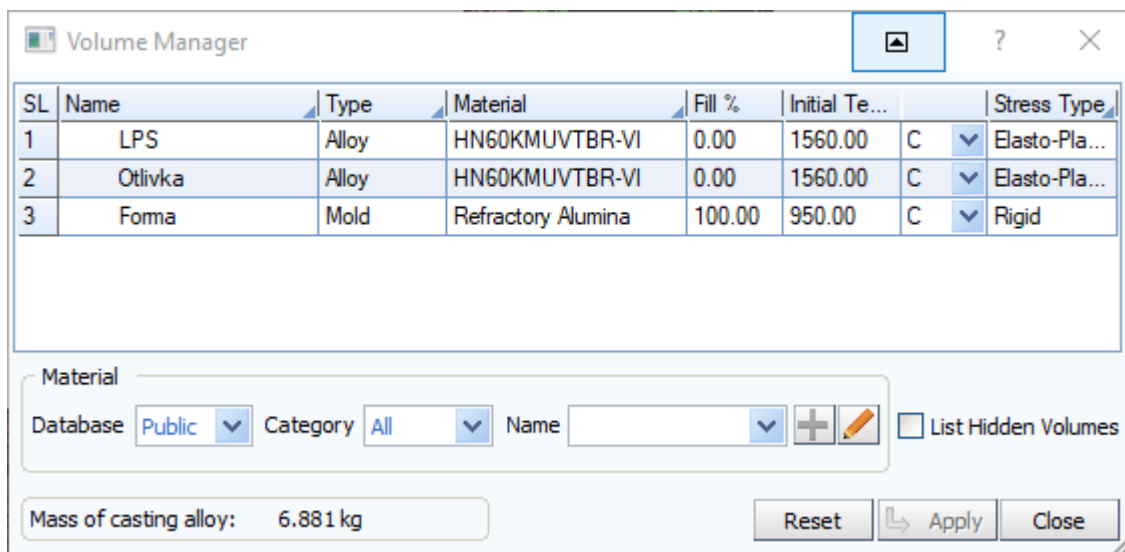 Volume Manager ?
SL Name Type Material Fill % Initial Te... Stress Type
1 LPS Alloy HN60KMUVTBR-VI 0.00 1560.00 C Elasto-Pla...
2 Otlivka Alloy HN60KMUVTBR-VI 0.00 1560.00 C Elasto-Pla...
3 Forma Mold Refractory Alumina 100.00 950.00 C Rigid
Material
Database Public Category All Name List Hidden Volumes
Mass of casting alloy: 6.881 kg Reset Apply Close